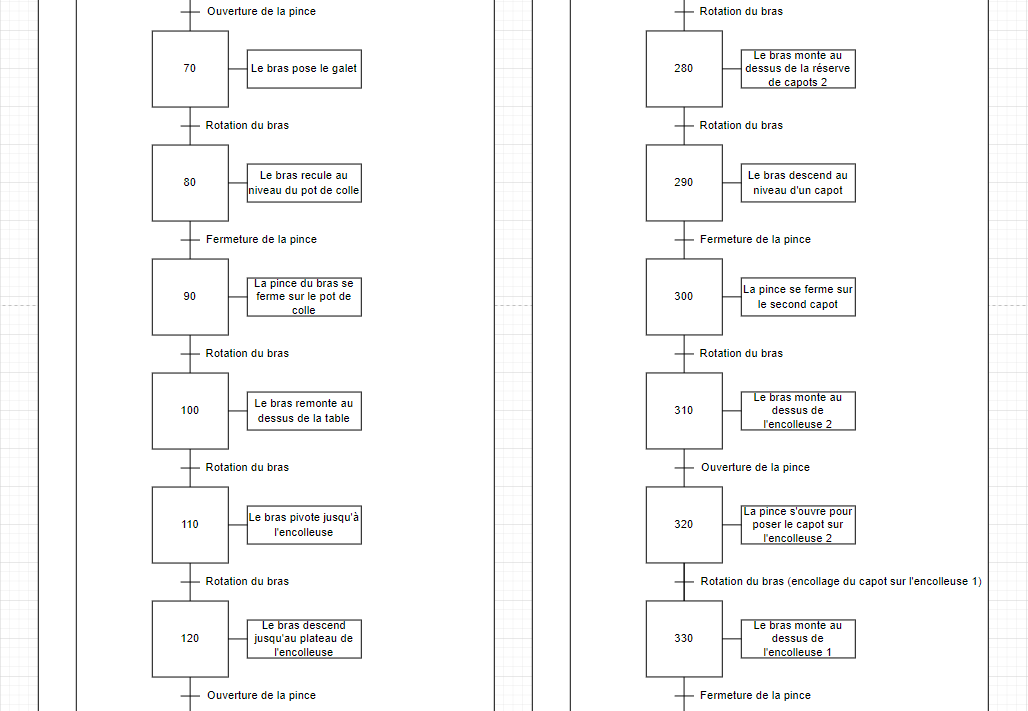 Ouverture de la pince
70
Le bras pose le galet
Rotation du bras
80
Le bras recule au
niveau du pot de colle
Fermeture de la pince
90
La pince du bras se
ferme sur le pot de
colle
Rotation du bras
100
Le bras remonte au
dessus de la table
Rotation du bras
110
Le bras pivote jusqu'à
l'encolleuse
Rotation du bras
120
Le bras descend
jusqu'au plateau de
l'encolleuse
Ouverture de la pince
Rotation du bras
280
Le bras monte au
dessus de la réserve
de capots 2
Rotation du bras
290
Le bras descend au
niveau d'un capot
Fermeture de la pince
300
La pince se ferme sur
le second capot
Rotation du bras
310
Le bras monte au
dessus de
l'encolleuse 2
Ouverture de la pince
320
La pince s'ouvre pour
poser le capot sur
l'encolleuse 2
Rotation du bras (encollage du capot sur l'encolleuse 1)
330
Le bras monte au
dessus de
l'encolleuse 1
Fermeture de la pince